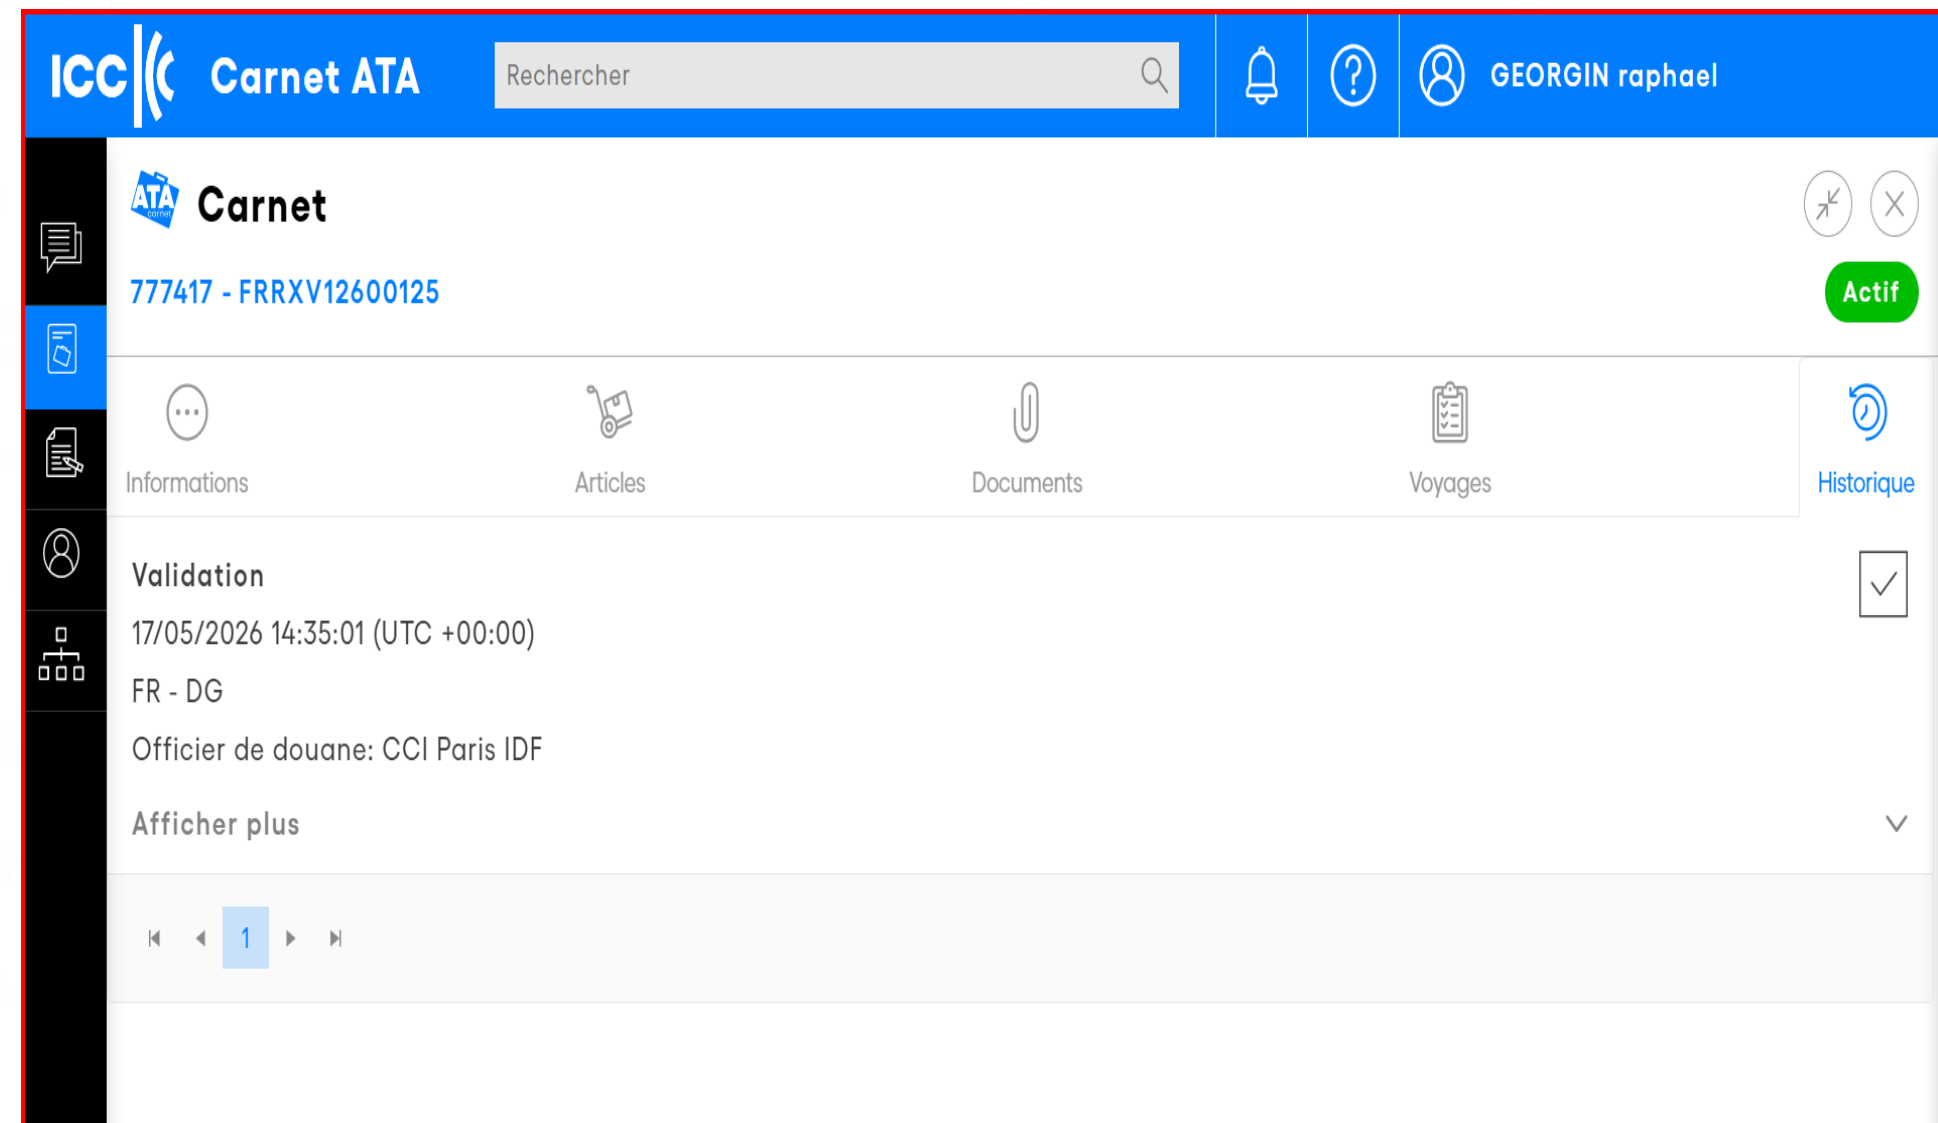 ICC Carnet ATA Rechercher GEORGIN raphael
ATA carnet Carnet
777417 - FRRXV12600125 Actif
Informations Articles Documents Voyages Historique
Validation
17/05/2026 14:35:01 (UTC +00:00)
FR - DG
Officier de douane: CCI Paris IDF
Afficher plus
1